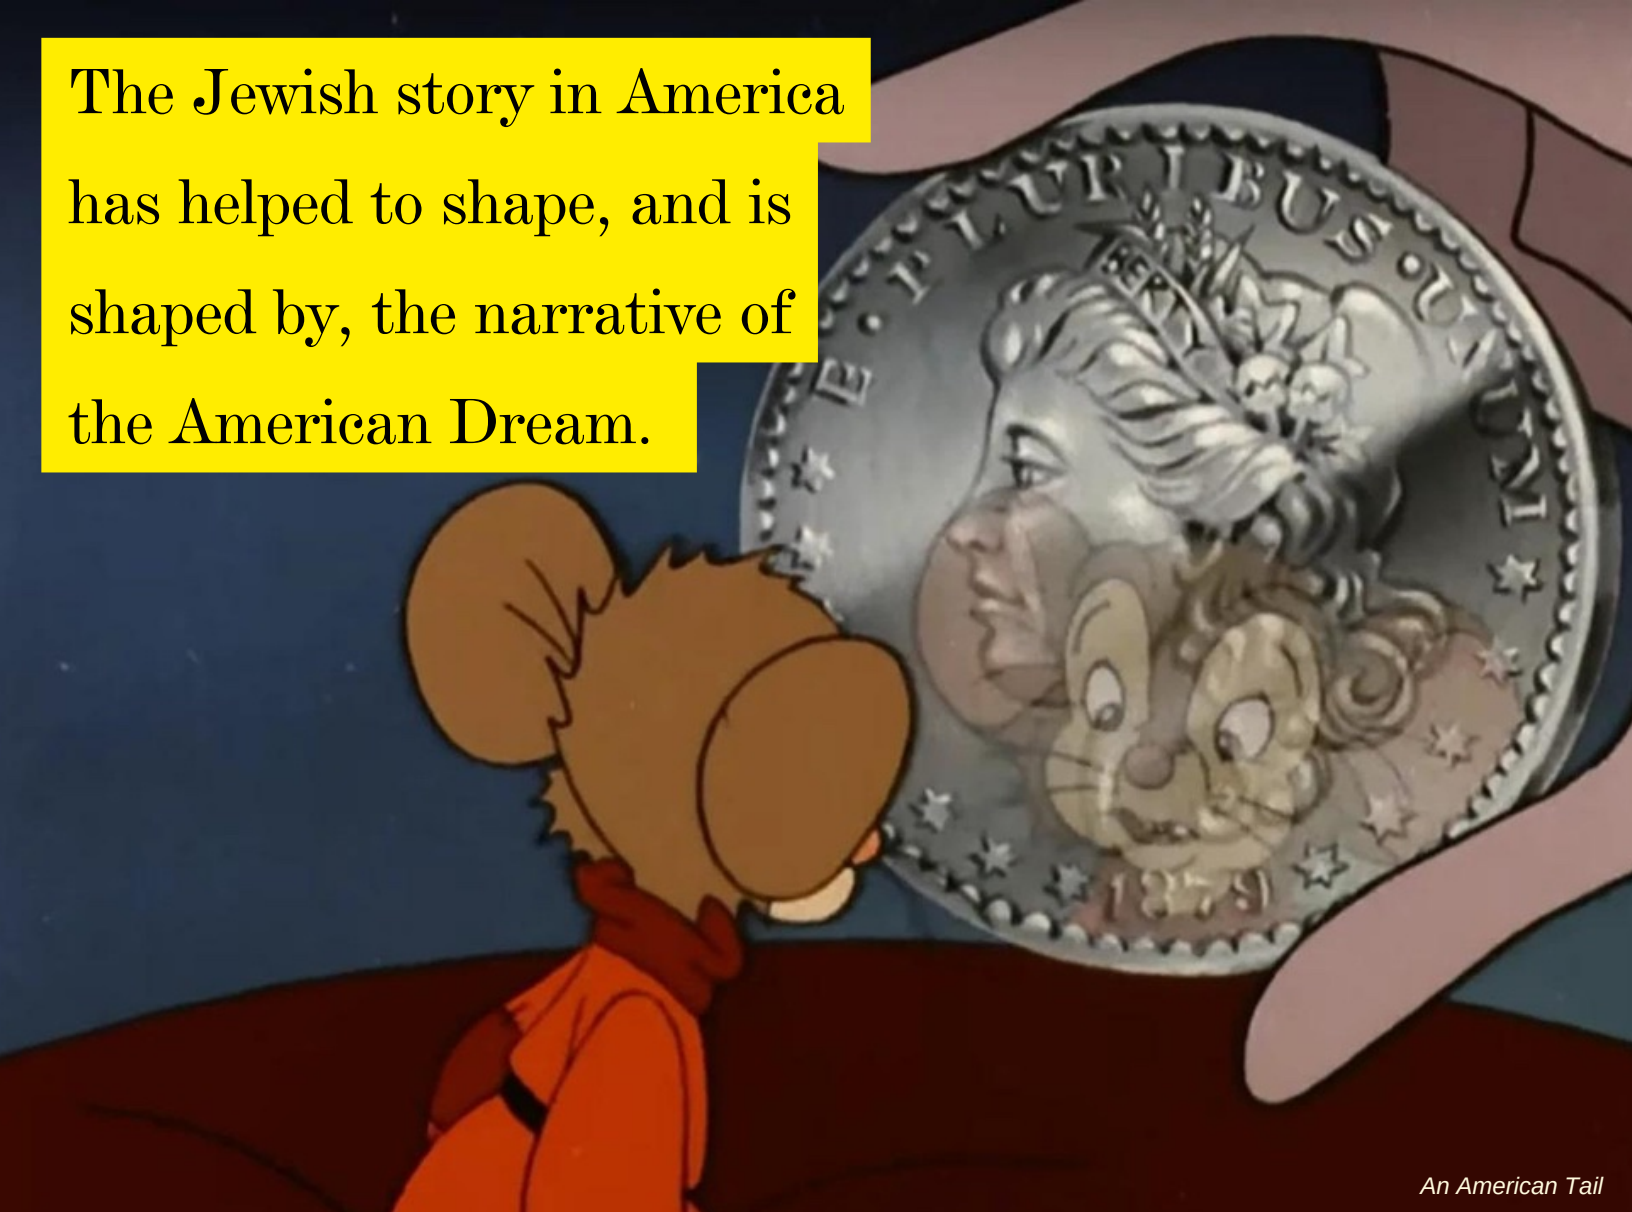 The Jewish story in America
has helped to shape, and is
shaped by, the narrative of
the American Dream.
E·PLURIBUS·UNUM
BERTY
1879
An American Tail